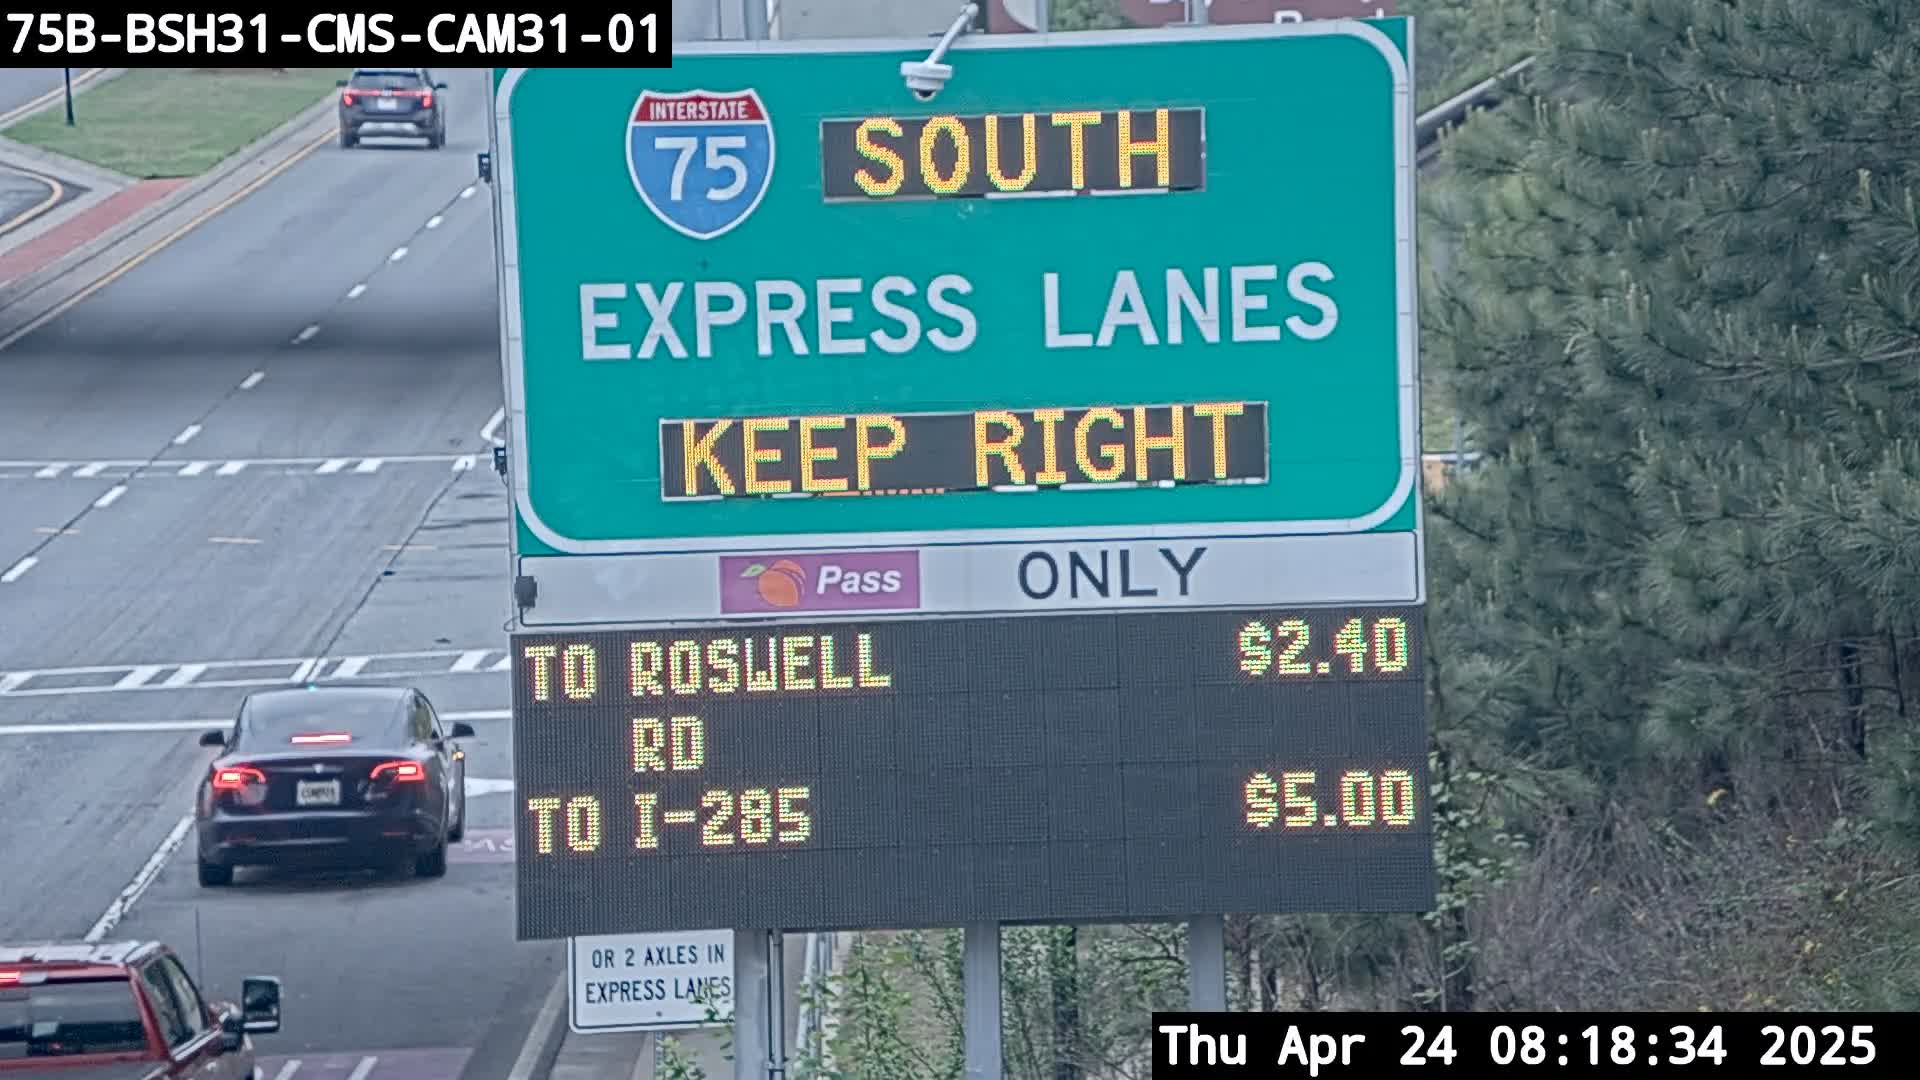 75B-BSH31-CMS-CAM31-01
INTERSTATE
75
SOUTH
EXPRESS LANES
KEEP RIGHT
Pass ONLY
TO ROSWELL $2.40
RD
TO I-285 $5.00
OR 2 AXLES IN
EXPRESS LANES
Thu Apr 24 08:18:34 2025